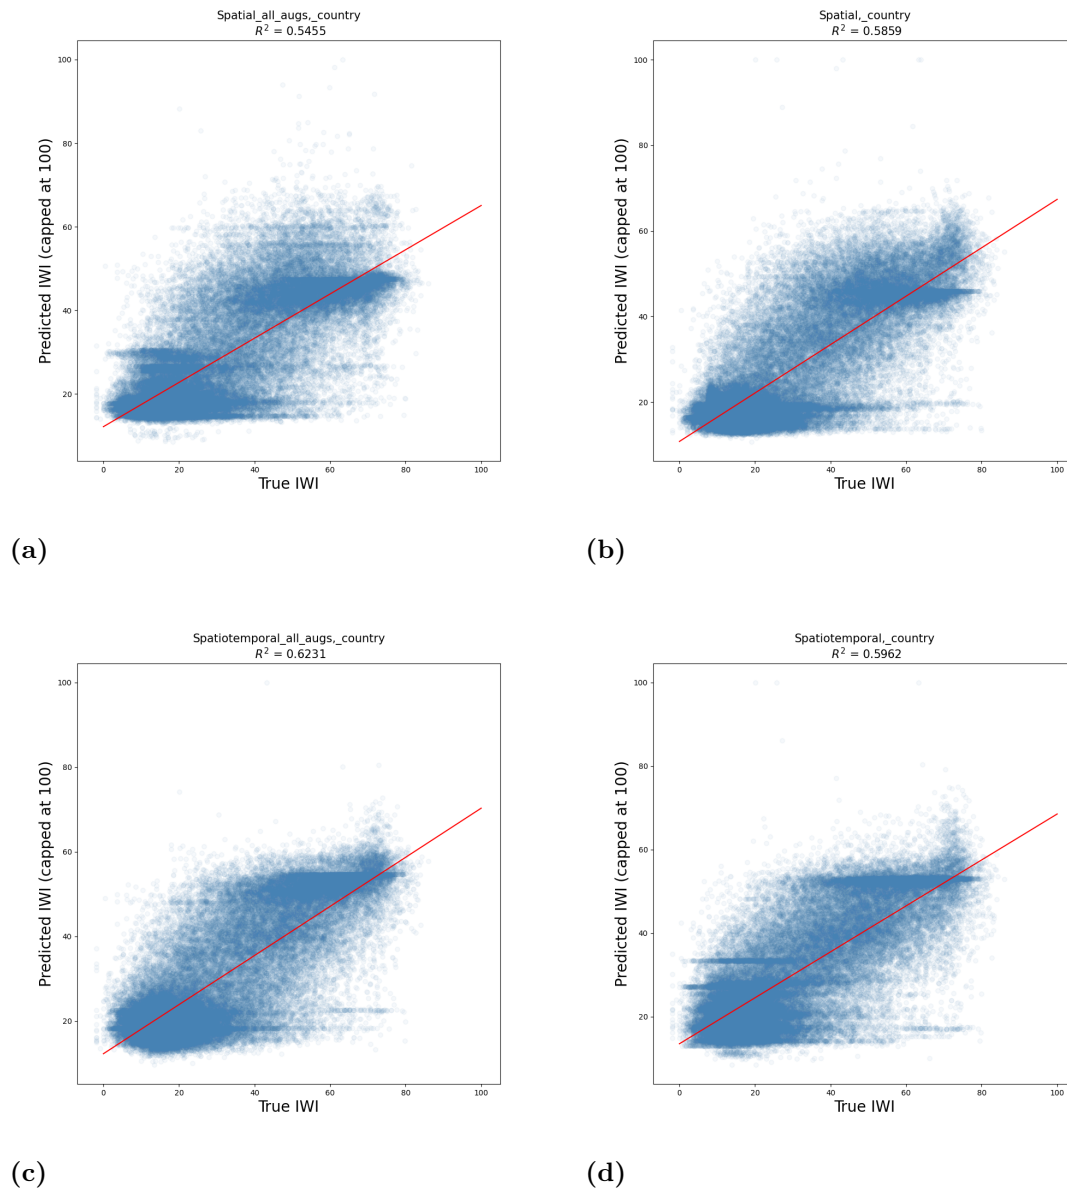 Spatial_all_augs,_country
R² = 0.5455
100
80
60
40
20
0 20 40 60 80 100
Predicted IWI (capped at 100)
True IWI
(a)
Spatial,_country
R² = 0.5859
100
80
60
40
20
0 20 40 60 80 100
Predicted IWI (capped at 100)
True IWI
(b)
Spatiotemporal_all_augs,_country
R² = 0.6231
100
80
60
40
20
0 20 40 60 80 100
Predicted IWI (capped at 100)
True IWI
(c)
Spatiotemporal,_country
R² = 0.5962
100
80
60
40
20
0 20 40 60 80 100
Predicted IWI (capped at 100)
True IWI
(d)